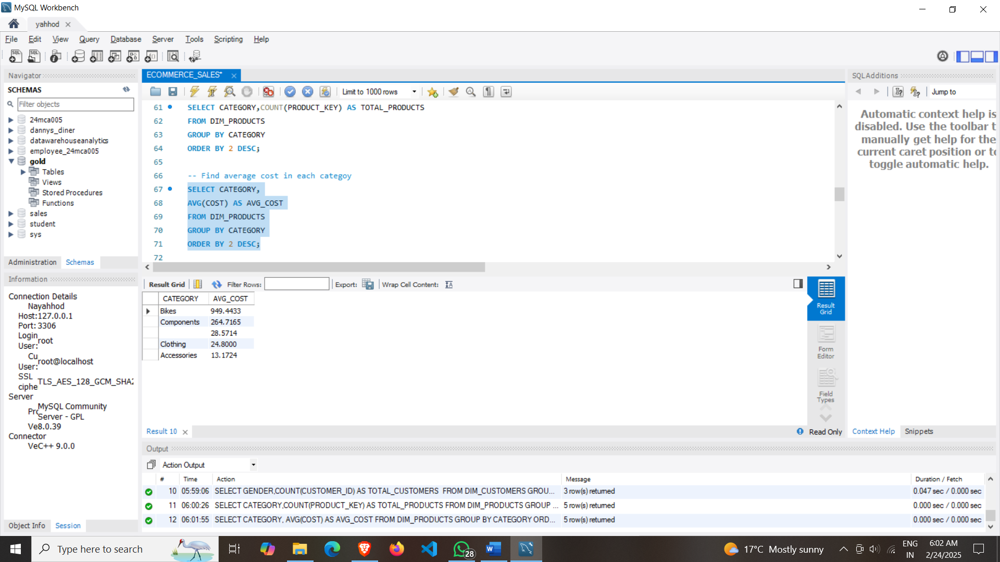 MySQL Workbench
yahhod
File Edit View Query Database Server Tools Scripting Help
Navigator
SCHEMAS
Filter objects
24mca005
dannys_diner
datawarehouseanalytics
employee_24mca005
gold
Tables
Views
Stored Procedures
Functions
sales
student
sys
Administration Schemas
Information
Connection Details
Nayahhod
Host:127.0.0.1
Port: 3306
Login
User: root
Cu
User: root@localhost
SSL
ciphe TLS_AES_128_GCM_SHA2
Server
Prc MySQL Community
Server - GPL
Ve8.0.39
Connector
VeC++ 9.0.0
Object Info Session
ECOMMERCE_SALES*
Limit to 1000 rows
61 SELECT CATEGORY,COUNT(PRODUCT_KEY) AS TOTAL_PRODUCTS
62 FROM DIM_PRODUCTS
63 GROUP BY CATEGORY
64 ORDER BY 2 DESC;
65
66 -- Find average cost in each categoy
67 SELECT CATEGORY,
68 AVG(COST) AS AVG_COST
69 FROM DIM_PRODUCTS
70 GROUP BY CATEGORY
71 ORDER BY 2 DESC;
72
Result Grid Filter Rows: Export: Wrap Cell Content:
CATEGORY AVG_COST
Bikes 949.4433
Components 264.7165
28.5714
Clothing 24.8000
Accessories 13.1724
Result
Grid
Form
Editor
Field
Types
Result 10
Read Only
SQLAdditions
Jump to
Automatic context help is
disabled. Use the toolbar t
manually get help for the
current caret position or to
toggle automatic help.
Context Help Snippets
Output
Action Output
# Time Action Message Duration / Fetch
10 05:59:06 SELECT GENDER,COUNT(CUSTOMER_ID) AS TOTAL_CUSTOMERS FROM DIM_CUSTOMERS GROU... 3 row(s) returned 0.047 sec / 0.000 sec
11 06:00:26 SELECT CATEGORY,COUNT(PRODUCT_KEY) AS TOTAL_PRODUCTS FROM DIM_PRODUCTS GROUP ... 5 row(s) returned 0.000 sec / 0.000 sec
12 06:01:55 SELECT CATEGORY, AVG(COST) AS AVG_COST FROM DIM_PRODUCTS GROUP BY CATEGORY ORD... 5 row(s) returned 0.000 sec / 0.000 sec
Type here to search
28
17°C Mostly sunny
ENG
IN
6:02 AM
2/24/2025